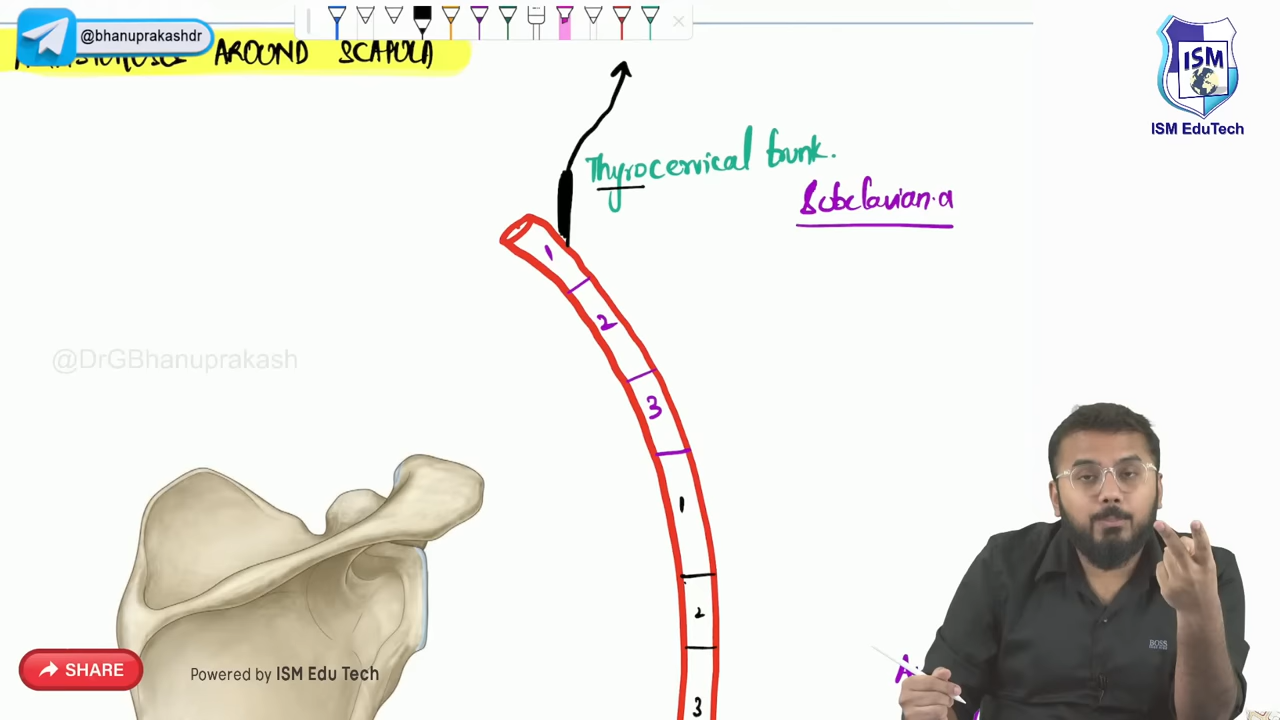 @bhanuprakashdr
AROUND SCAPULA
ISM
ISM EduTech
Thyrocervical trunk.
Subclavian.a
1
2
3
@DrGBhanuprakash
1
2
3
BOSS
SHARE
Powered by ISM Edu Tech